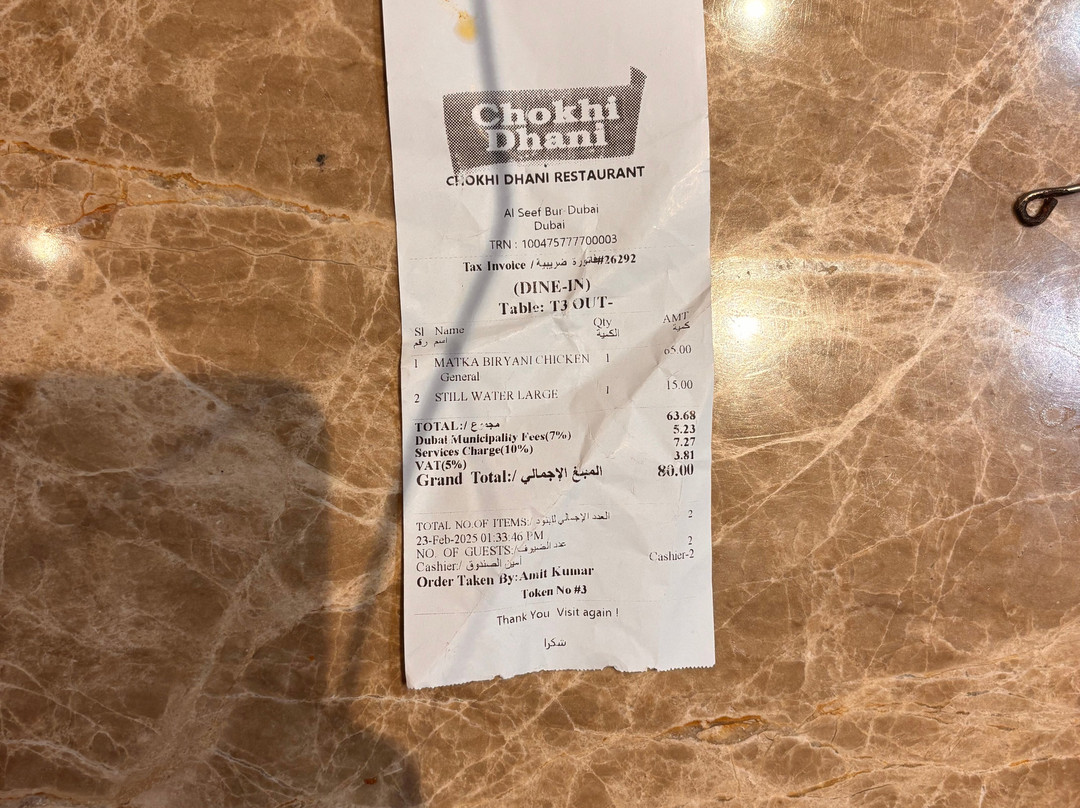 Chokhi
Dhani
CHOKHI DHANI RESTAURANT
Al Seef Bur Dubai
Dubai
TRN : 100475777700003
Tax Invoice / فاتورة ضريبية #26292
(DINE-IN)
Table: T3 OUT-
Sl Name Qty AMT
رقم اسم الكمية كمية
1 MATKA BIRYANI CHICKEN 1 65.00
General
2 STILL WATER LARGE 1 15.00
TOTAL:/ مجموع 63.68
Dubai Municipality Fees(7%) 5.23
Services Charge(10%) 7.27
VAT(5%) 3.81
Grand Total:/ المبلغ الإجمالي 80.00
TOTAL NO.OF ITEMS:/ العدد الإجمالي للبنود 2
23-Feb-2025 01:33:46 PM
NO. OF GUESTS:/ عدد الضيوف 2
Cashier:/ أمين الصندوق Cashier-2
Order Taken By:Amit Kumar
Token No #3
Thank You Visit again !
شكرا